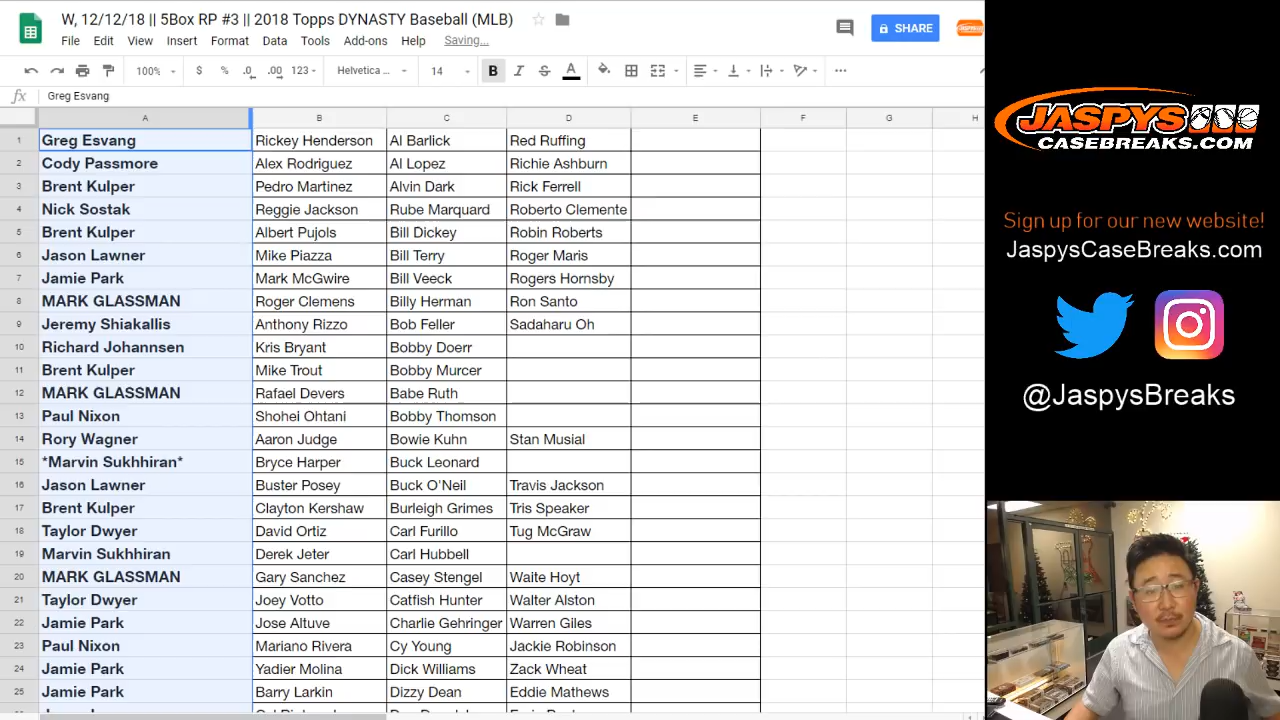 W, 12/12/18 || 5Box RP #3 || 2018 Topps DYNASTY Baseball (MLB)
File Edit View Insert Format Data Tools Add-ons Help Saving...
SHARE
100% $ % .0 .00 123 Helvetica ... 14 B I S A
fx Greg Esvang
A B C D E F G H
1 Greg Esvang Rickey Henderson Al Barlick Red Ruffing
2 Cody Passmore Alex Rodriguez Al Lopez Richie Ashburn
3 Brent Kulper Pedro Martinez Alvin Dark Rick Ferrell
4 Nick Sostak Reggie Jackson Rube Marquard Roberto Clemente
5 Brent Kulper Albert Pujols Bill Dickey Robin Roberts
6 Jason Lawner Mike Piazza Bill Terry Roger Maris
7 Jamie Park Mark McGwire Bill Veeck Rogers Hornsby
8 MARK GLASSMAN Roger Clemens Billy Herman Ron Santo
9 Jeremy Shiakallis Anthony Rizzo Bob Feller Sadaharu Oh
10 Richard Johannsen Kris Bryant Bobby Doerr
11 Brent Kulper Mike Trout Bobby Murcer
12 MARK GLASSMAN Rafael Devers Babe Ruth
13 Paul Nixon Shohei Ohtani Bobby Thomson
14 Rory Wagner Aaron Judge Bowie Kuhn Stan Musial
15 *Marvin Sukhhiran* Bryce Harper Buck Leonard
16 Jason Lawner Buster Posey Buck O'Neil Travis Jackson
17 Brent Kulper Clayton Kershaw Burleigh Grimes Tris Speaker
18 Taylor Dwyer David Ortiz Carl Furillo Tug McGraw
19 Marvin Sukhhiran Derek Jeter Carl Hubbell
20 MARK GLASSMAN Gary Sanchez Casey Stengel Waite Hoyt
21 Taylor Dwyer Joey Votto Catfish Hunter Walter Alston
22 Jamie Park Jose Altuve Charlie Gehringer Warren Giles
23 Paul Nixon Mariano Rivera Cy Young Jackie Robinson
24 Jamie Park Yadier Molina Dick Williams Zack Wheat
25 Jamie Park Barry Larkin Dizzy Dean Eddie Mathews
JASPYS
CASEBREAKS.COM
Sign up for our new website!
JaspysCaseBreaks.com
@JaspysBreaks